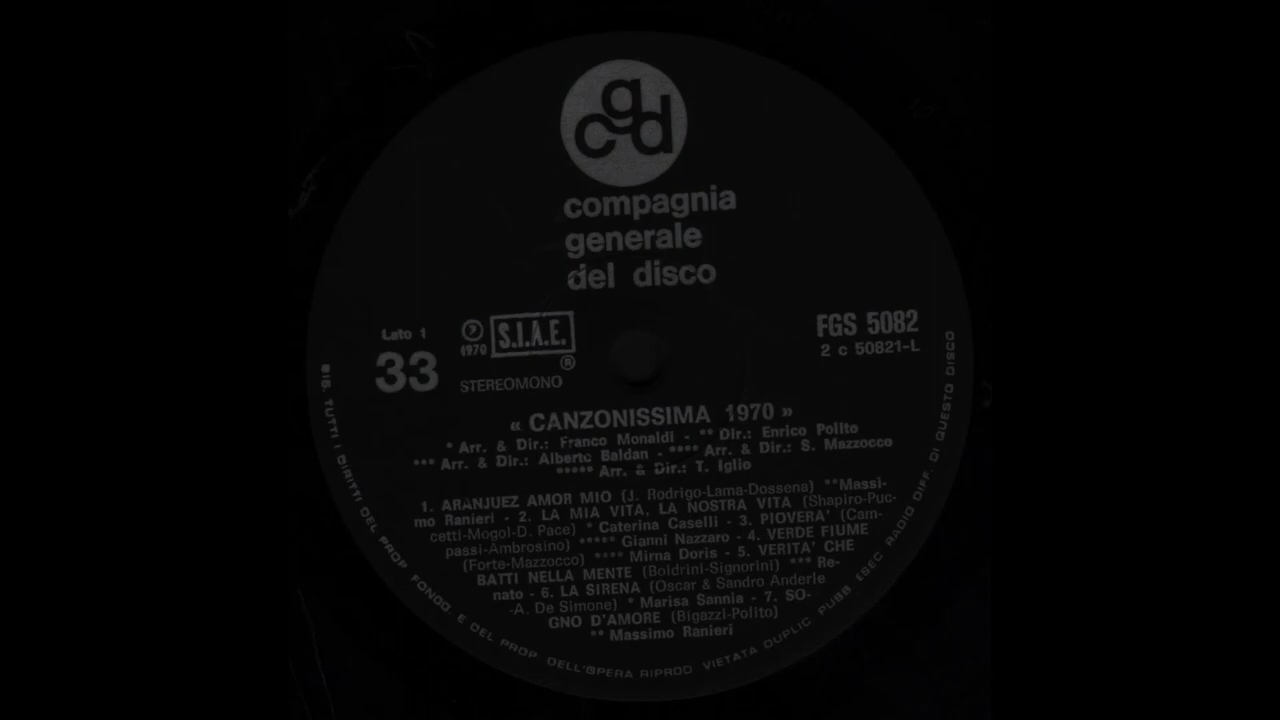 cgd
compagnia
generale
del disco
Lato 1
33
℗
1970
S.I.A.E.
®
STEREOMONO
FGS 5082
2 c 50821-L
« CANZONISSIMA 1970 »
* Arr. & Dir.: Franco Monaldi - ** Dir.: Enrico Polito
*** Arr. & Dir.: Alberto Baldan - **** Arr. & Dir.: S. Mazzocco
***** Arr. & Dir.: T. Iglio
1. ARANJUEZ AMOR MIO (J. Rodrigo-Lama-Dossena) **Massi-
mo Ranieri - 2. LA MIA VITA, LA NOSTRA VITA (Shapiro-Puc-
cetti-Mogol-D. Pace) * Caterina Caselli - 3. PIOVERA' (Cam-
passi-Ambrosino) ***** Gianni Nazzaro - 4. VERDE FIUME
(Forte-Mazzocco) **** Mirna Doris - 5. VERITA' CHE
BATTI NELLA MENTE (Boldrini-Signorini) *** Re-
nato - 6. LA SIRENA (Oscar & Sandro Anderle
-A. De Simone) * Marisa Sannia - 7. SO-
GNO D'AMORE (Bigazzi-Polito)
** Massimo Ranieri
TUTTI I DIRITTI DEL PROP. FONOG. E DEL PROP. DELL'OPERA RIPROD. VIETATA DUPLIC. PUBB. ESEC. RADIO DIFF. DI QUESTO DISCO